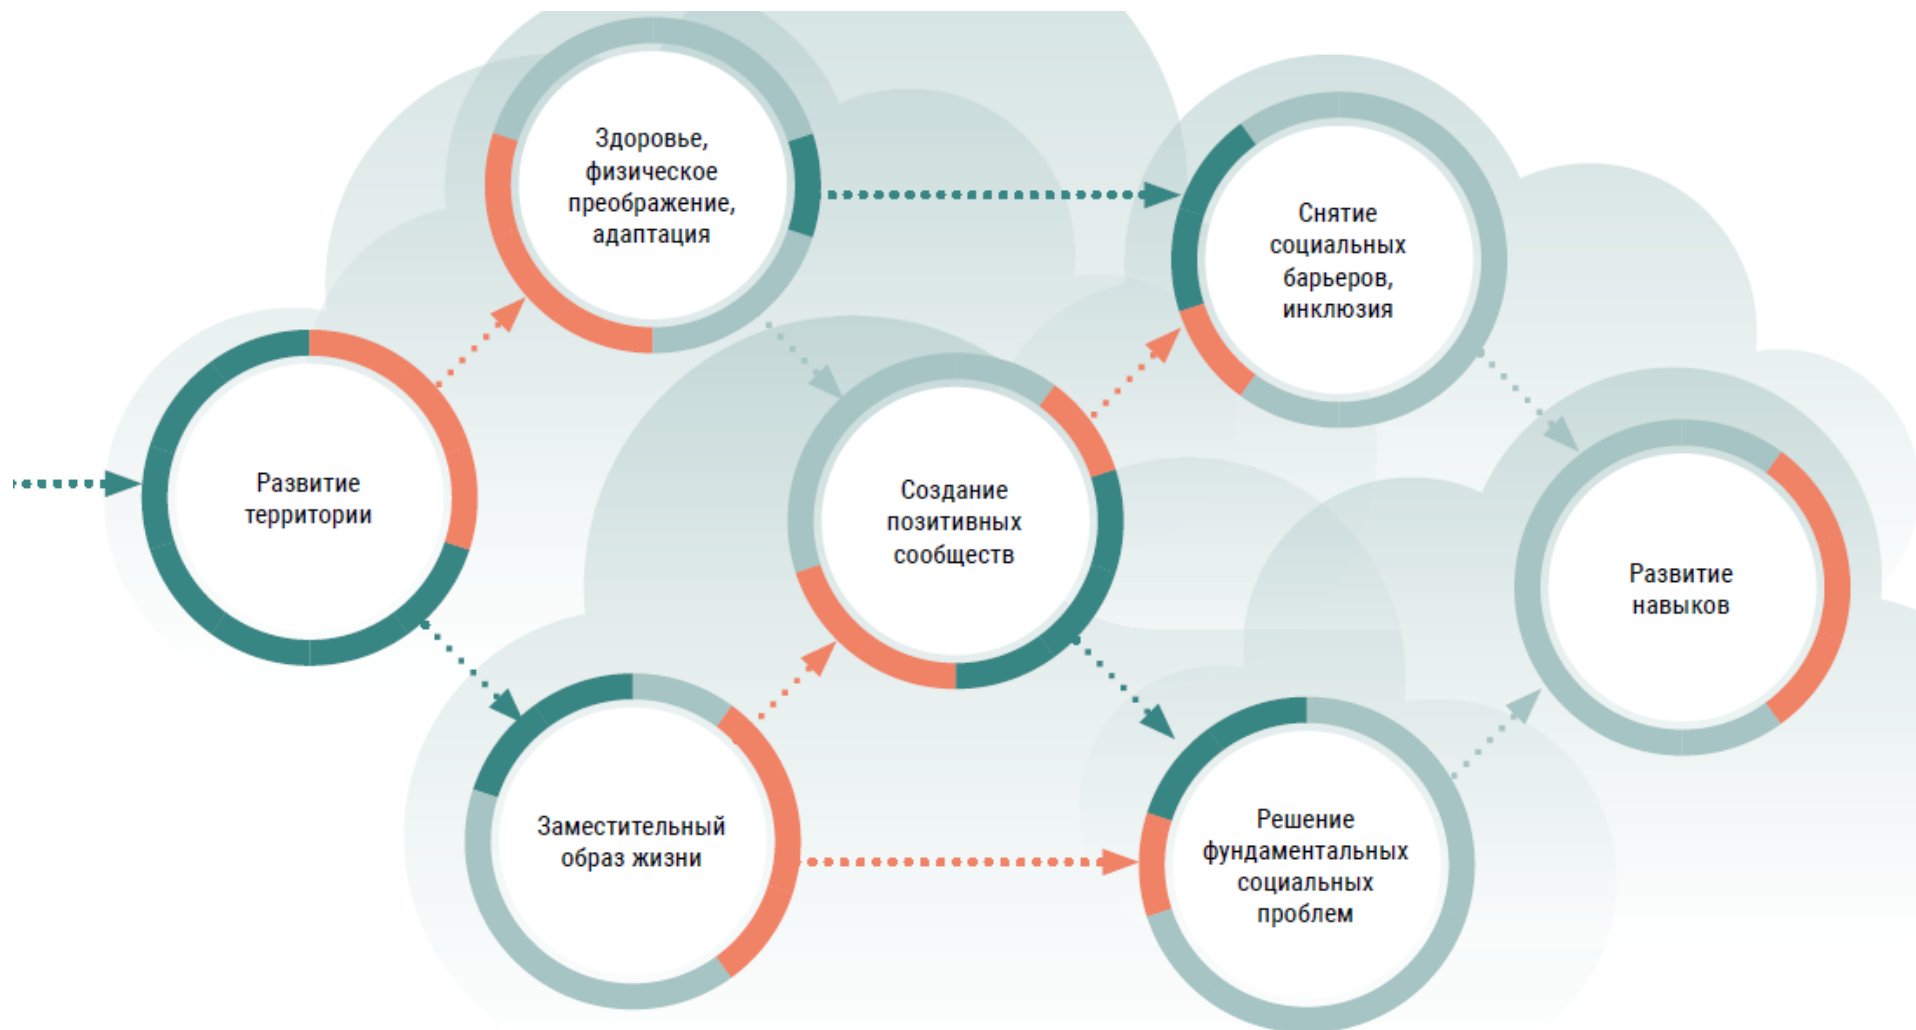 Здоровье,
физическое
преображение,
адаптация
Снятие
социальных
барьеров,
инклюзия
Развитие
территории
Создание
позитивных
сообществ
Развитие
навыков
Заместительный
образ жизни
Решение
фундаментальных
социальных
проблем